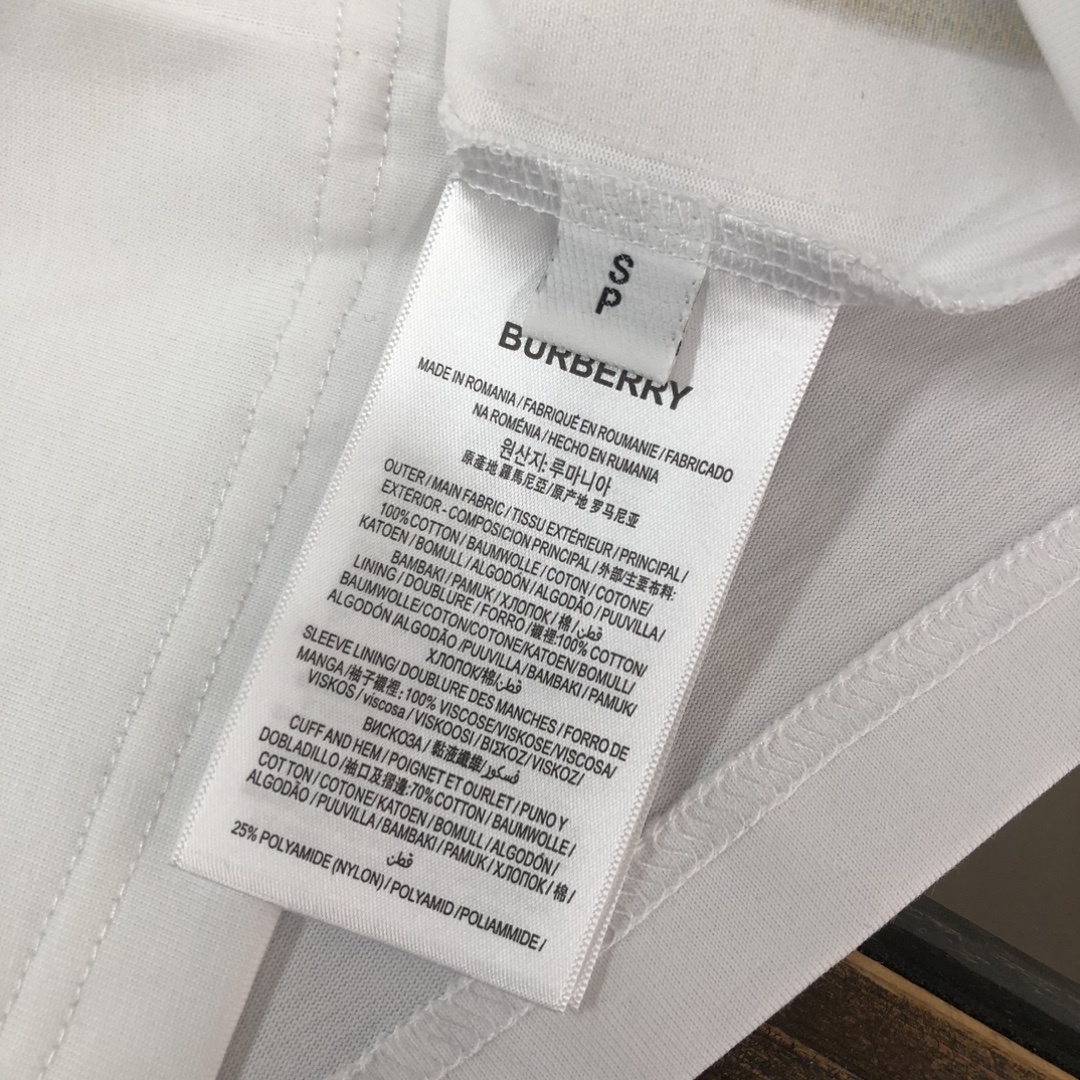 S
P
BURBERRY
MADE IN ROMANIA / FABRIQUÉ EN ROUMANIE / FABRICADO
NA ROMÉNIA / HECHO EN RUMANIA
원산지: 루마니아
原產地 羅馬尼亞/原产地 罗马尼亚
OUTER / MAIN FABRIC / TISSU EXTÉRIEUR / PRINCIPAL /
EXTERIOR - COMPOSICION PRINCIPAL / 外部/主要布料:
100% COTTON / BAUMWOLLE / COTON / COTONE/
KATOEN / BOMULL / ALGODÓN / ALGODÃO / PUUVILLA /
BAMBAKI / PAMUK / ХЛОПОК / 棉 / قطن
LINING / DOUBLURE / FORRO /襯裡:100% COTTON/
BAUMWOLLE/COTON/COTONE/KATOEN/ BOMULL/
ALGODÓN /ALGODÃO / PUUVILLA / BAMBAKI / PAMUK/
ХЛОПОК/棉/قطن
SLEEVE LINING/ DOUBLURE DES MANCHES / FORRO DE
MANGA /袖子襯裡: 100% VISCOSE/VISKOSE/VISCOSA/
VISKOS / viscosa / VISKOOSI / ΒΙΣΚΟΖ / VISKOZ/
ВИСКОЗА / 黏液纖維/فسكوز
CUFF AND HEM / POIGNET ET OURLET / PUNO Y
DOBLADILLO /袖口及摺邊:70%COTTON / BAUMWOLLE /
COTTON / COTONE/ KATOEN / BOMULL / ALGODÓN /
ALGODÃO / PUUVILLA/ BAMBAKI / PAMUK / ХЛОПОК / 棉 /
قطن
25% POLYAMIDE (NYLON) / POLYAMID /POLIAMMIDE /